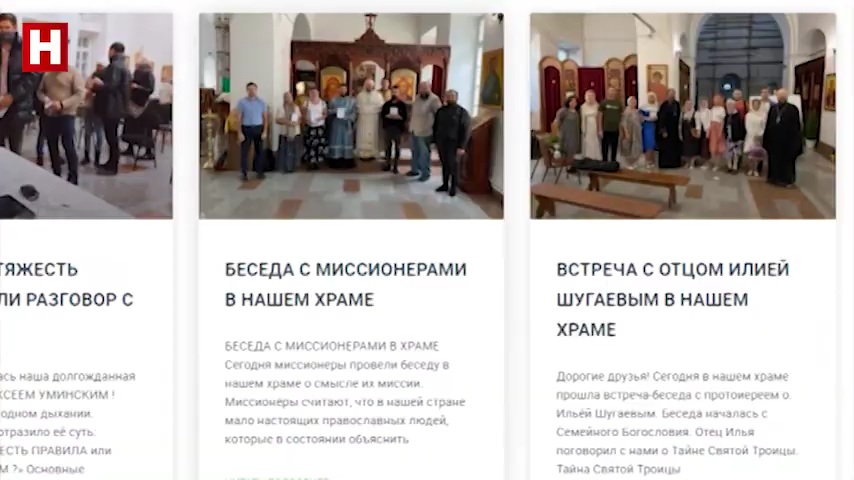 Н
ТЯЖЕСТЬ
ЛИ РАЗГОВОР С
ась наша долгожданная
КСЕЕМ УМИНСКИМ !
одном дыхании.
отразило её суть:
ЕСТЬ ПРАВИЛА или
М ?» Основные
БЕСЕДА С МИССИОНЕРАМИ
В НАШЕМ ХРАМЕ
БЕСЕДА С МИССИОНЕРАМИ В ХРАМЕ
Сегодня миссионеры провели беседу в
нашем храме о смысле их миссии.
Миссионеры считают, что в нашей стране
мало настоящих православных людей,
которые в состоянии объяснить
ВСТРЕЧА С ОТЦОМ ИЛИЕЙ
ШУГАЕВЫМ В НАШЕМ
ХРАМЕ
Дорогие друзья! Сегодня в нашем храме
прошла встреча-беседа с протоиереем о.
Ильёй Шугаевым. Беседа началась с
Семейного Богословия. Отец Илья
поговорил с нами о Тайне Святой Троицы.
Тайна Святой Троицы